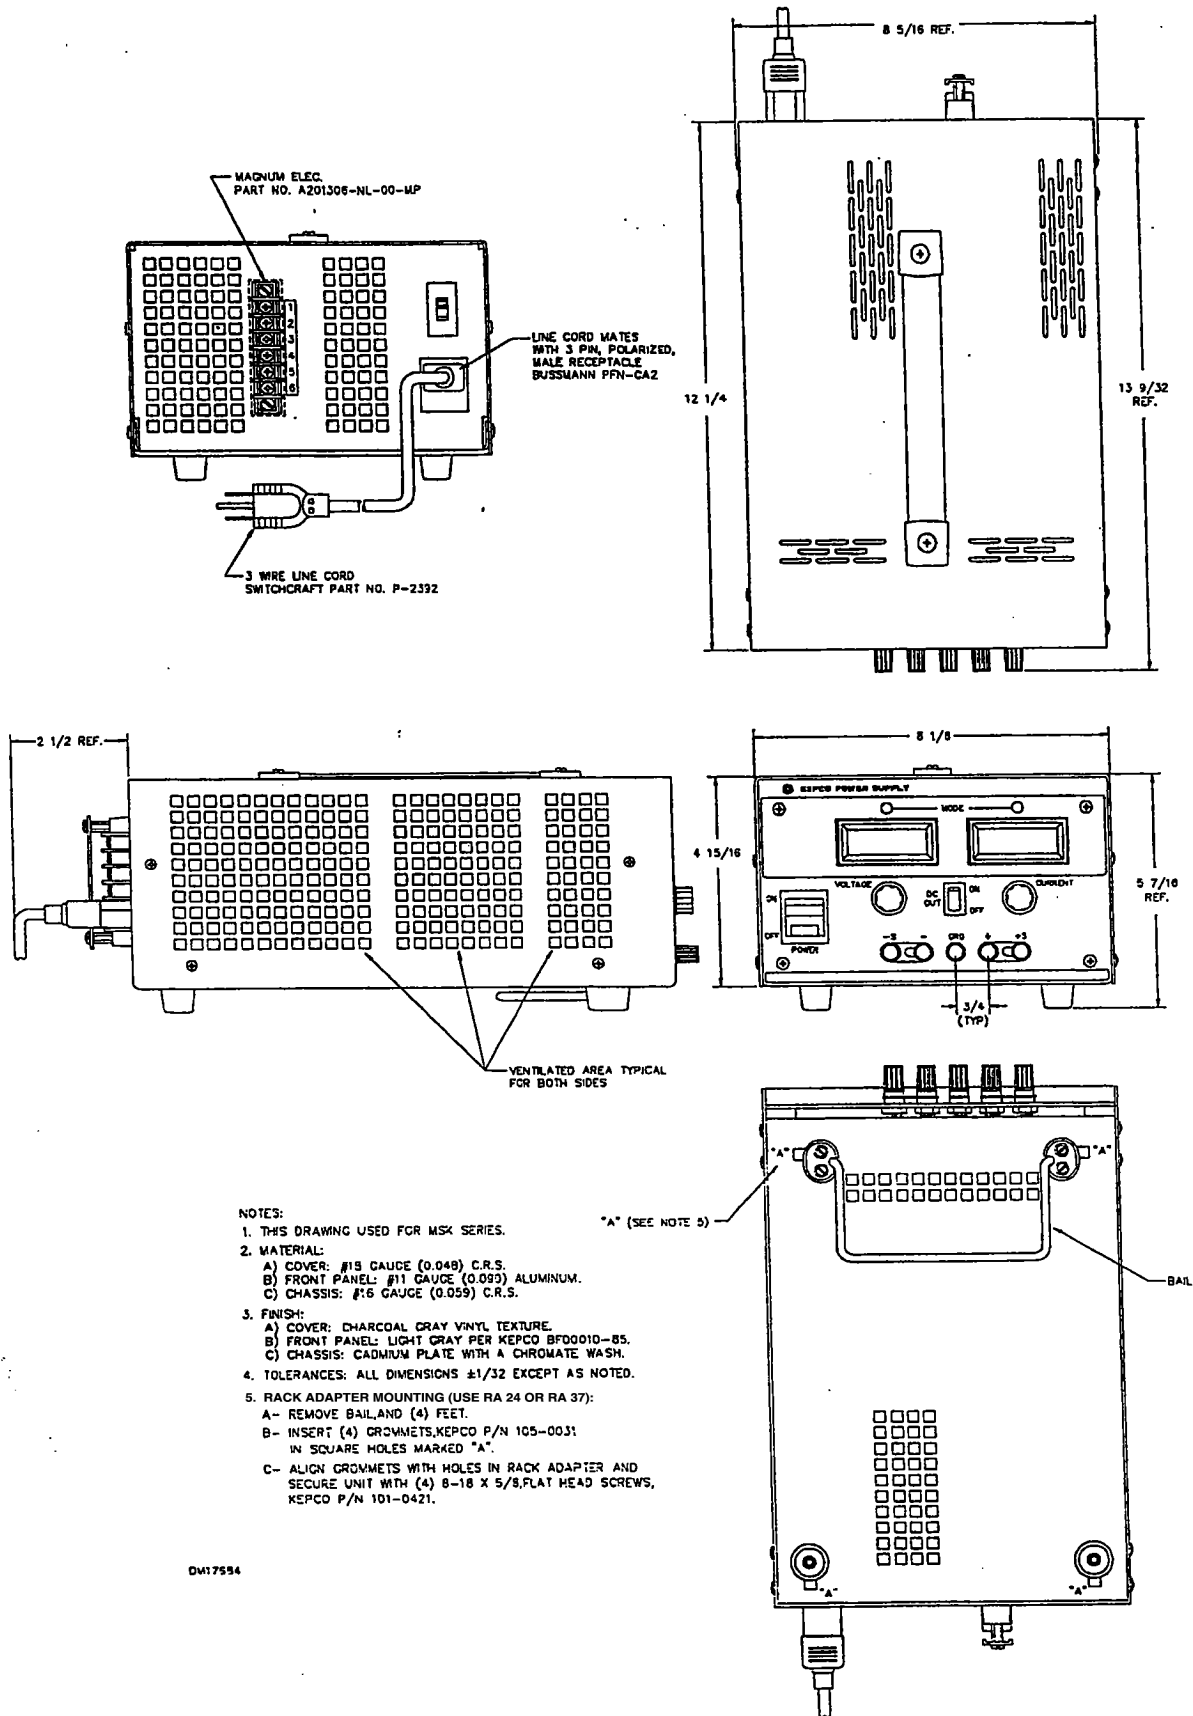 8 5/16 REF.
MAGNUM ELEC.
PART NO. A201306-NL-00-MP
1
2
3
4
5
6
LINE CORD MATES
WITH 3 PIN, POLARIZED,
MALE RECEPTACLE
BUSSMANN PFN-CA2
3 WIRE LINE CORD
SWITCHCRAFT PART NO. P-2392
12 1/4
13 9/32
REF.
2 1/2 REF.
VENTILATED AREA TYPICAL
FOR BOTH SIDES
8 1/8
KEPCO POWER SUPPLY
MODE
4 15/16
5 7/16
REF.
VOLTAGE
DC
OUT
ON
OFF
CURRENT
ON
OFF
POWER
-S
-
GRD
+
+S
3/4
(TYP)
"A"
"A"
"A" (SEE NOTE 5)
BAIL
"A"
"A"
NOTES:
1. THIS DRAWING USED FOR MSK SERIES.
2. MATERIAL:
A) COVER: #18 GAUGE (0.048) C.R.S.
B) FRONT PANEL: #11 GAUGE (0.090) ALUMINUM.
C) CHASSIS: #16 GAUGE (0.059) C.R.S.
3. FINISH:
A) COVER: CHARCOAL GRAY VINYL TEXTURE.
B) FRONT PANEL: LIGHT GRAY PER KEPCO BFD0010-85.
C) CHASSIS: CADMIUM PLATE WITH A CHROMATE WASH.
4. TOLERANCES: ALL DIMENSIONS ±1/32 EXCEPT AS NOTED.
5. RACK ADAPTER MOUNTING (USE RA 24 OR RA 37):
A- REMOVE BAIL,AND (4) FEET.
B- INSERT (4) GROMMETS,KEPCO P/N 105-0031
IN SQUARE HOLES MARKED "A".
C- ALIGN GROMMETS WITH HOLES IN RACK ADAPTER AND
SECURE UNIT WITH (4) 8-18 X 5/8,FLAT HEAD SCREWS,
KEPCO P/N 101-0421.